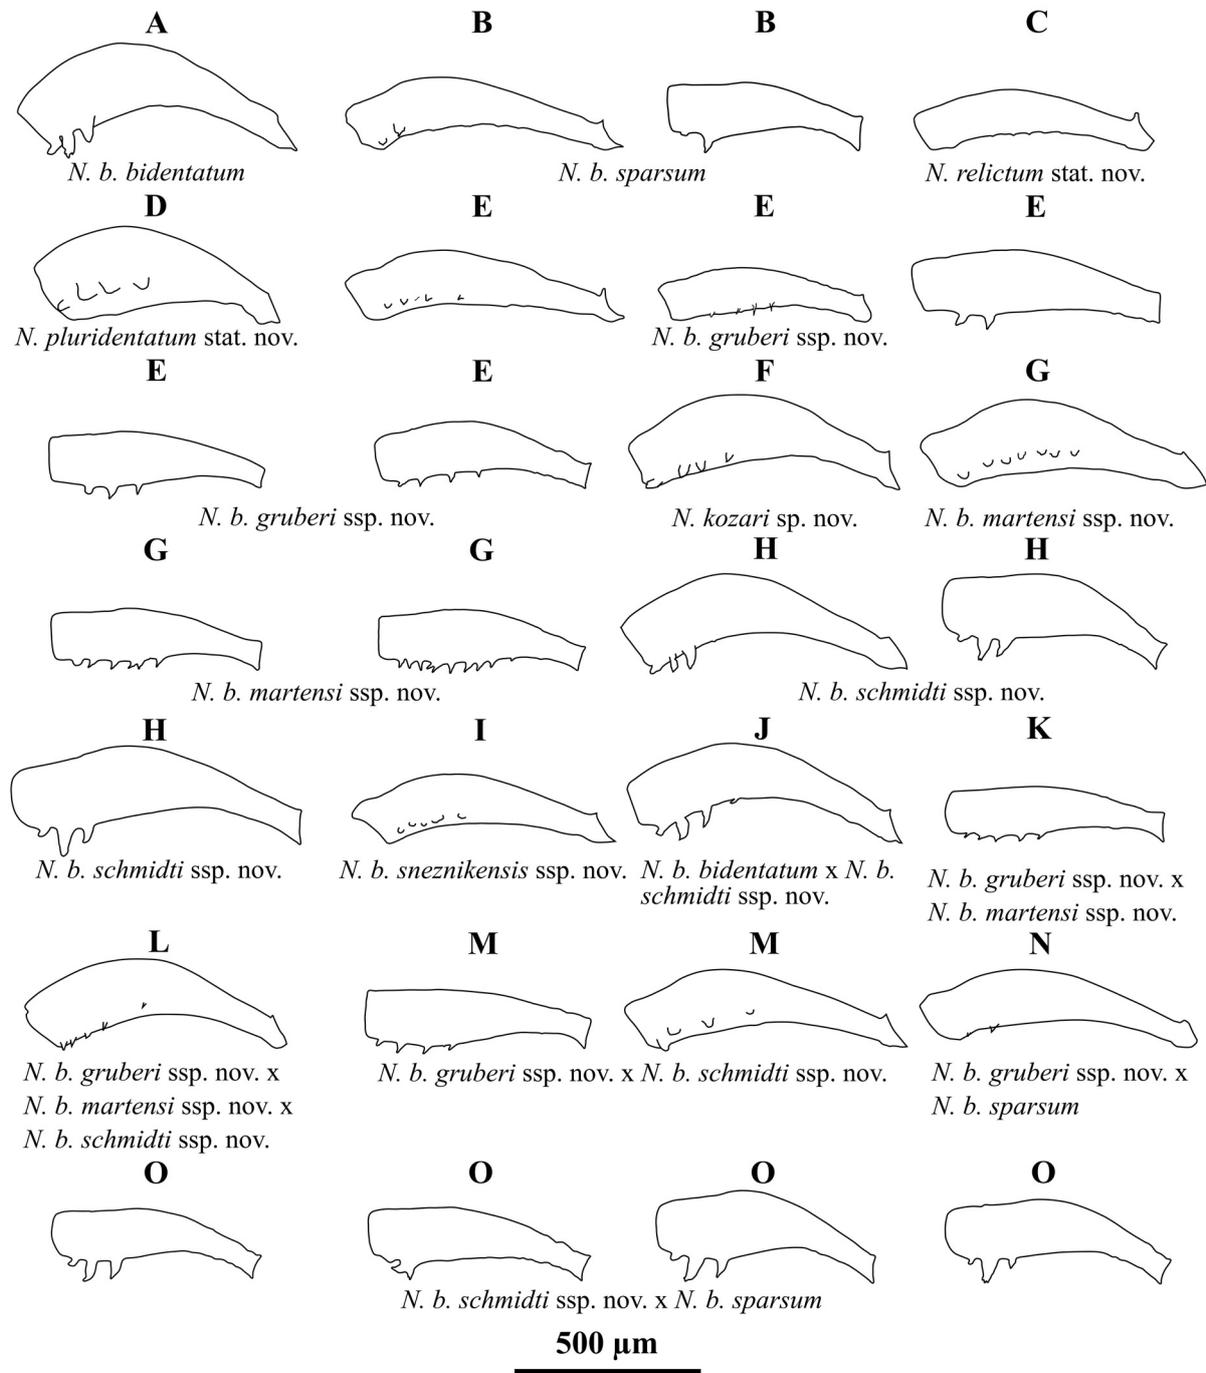 A B B C
N. b. bidentatum N. b. sparsum N. relictum stat. nov.
D E E E
N. pluridentatum stat. nov. N. b. gruberi ssp. nov.
E E F G
N. b. gruberi ssp. nov. N. kozari sp. nov. N. b. martensi ssp. nov.
G G H H
N. b. martensi ssp. nov. N. b. schmidti ssp. nov.
H I J K
N. b. schmidti ssp. nov. N. b. sneznikensis ssp. nov. N. b. bidentatum x N. b.
schmidti ssp. nov.
N. b. gruberi ssp. nov. x
N. b. martensi ssp. nov.
L M M N
N. b. gruberi ssp. nov. x
N. b. martensi ssp. nov. x
N. b. schmidti ssp. nov.
N. b. gruberi ssp. nov. x N. b. schmidti ssp. nov.
N. b. gruberi ssp. nov. x
N. b. sparsum
O O O O
N. b. schmidti ssp. nov. x N. b. sparsum
500 µm